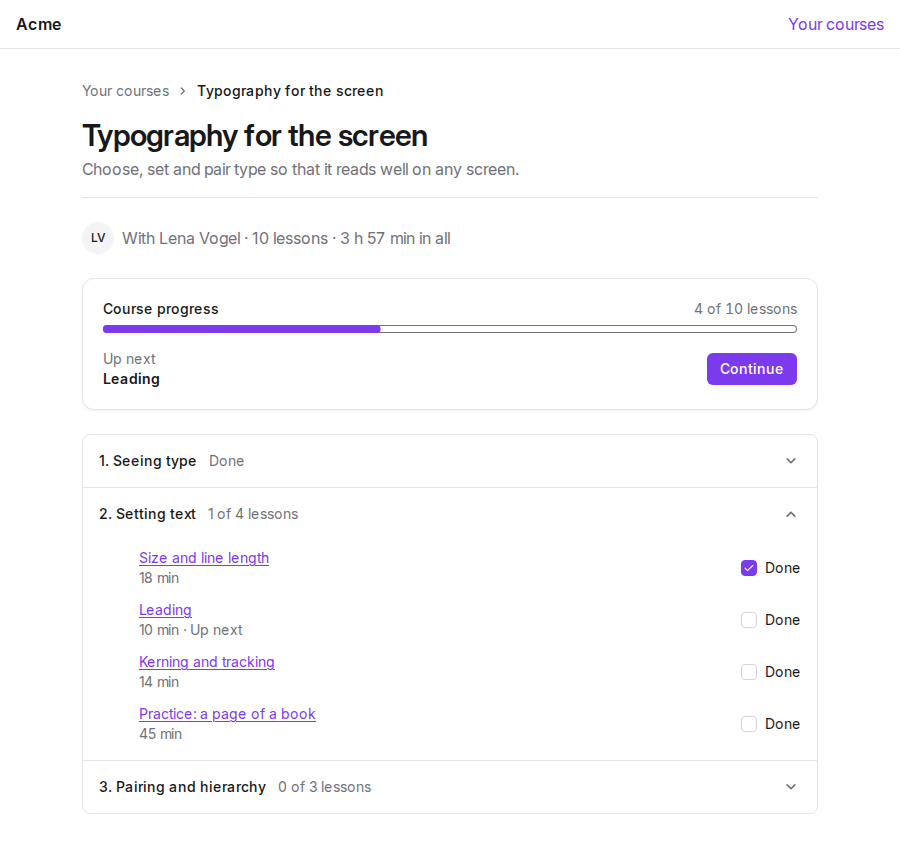 Acme
Your courses
Your courses
Typography for the screen
Typography for the screen
Choose, set and pair type so that it reads well on any screen.
LV
With Lena Vogel · 10 lessons · 3 h 57 min in all
Course progress
4 of 10 lessons
Up next
Leading
Continue
1. Seeing type Done
2. Setting text 1 of 4 lessons
Size and line length
18 min
Done
Leading
10 min · Up next
Done
Kerning and tracking
14 min
Done
Practice: a page of a book
45 min
Done
3. Pairing and hierarchy 0 of 3 lessons